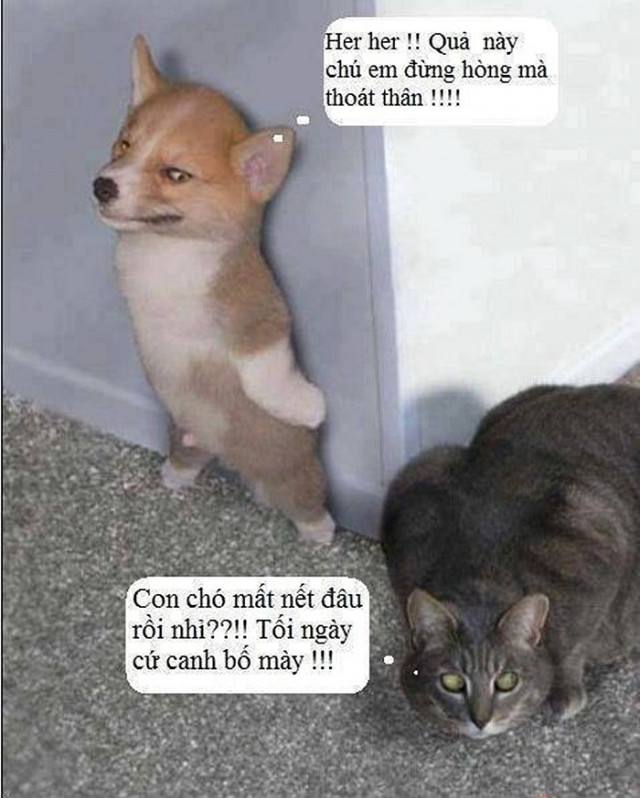 Her her !! Quả này
chú em đừng hòng mà
thoát thân !!!!
Con chó mất nết đâu
rồi nhỉ??!! Tối ngày
cứ canh bố mày !!!